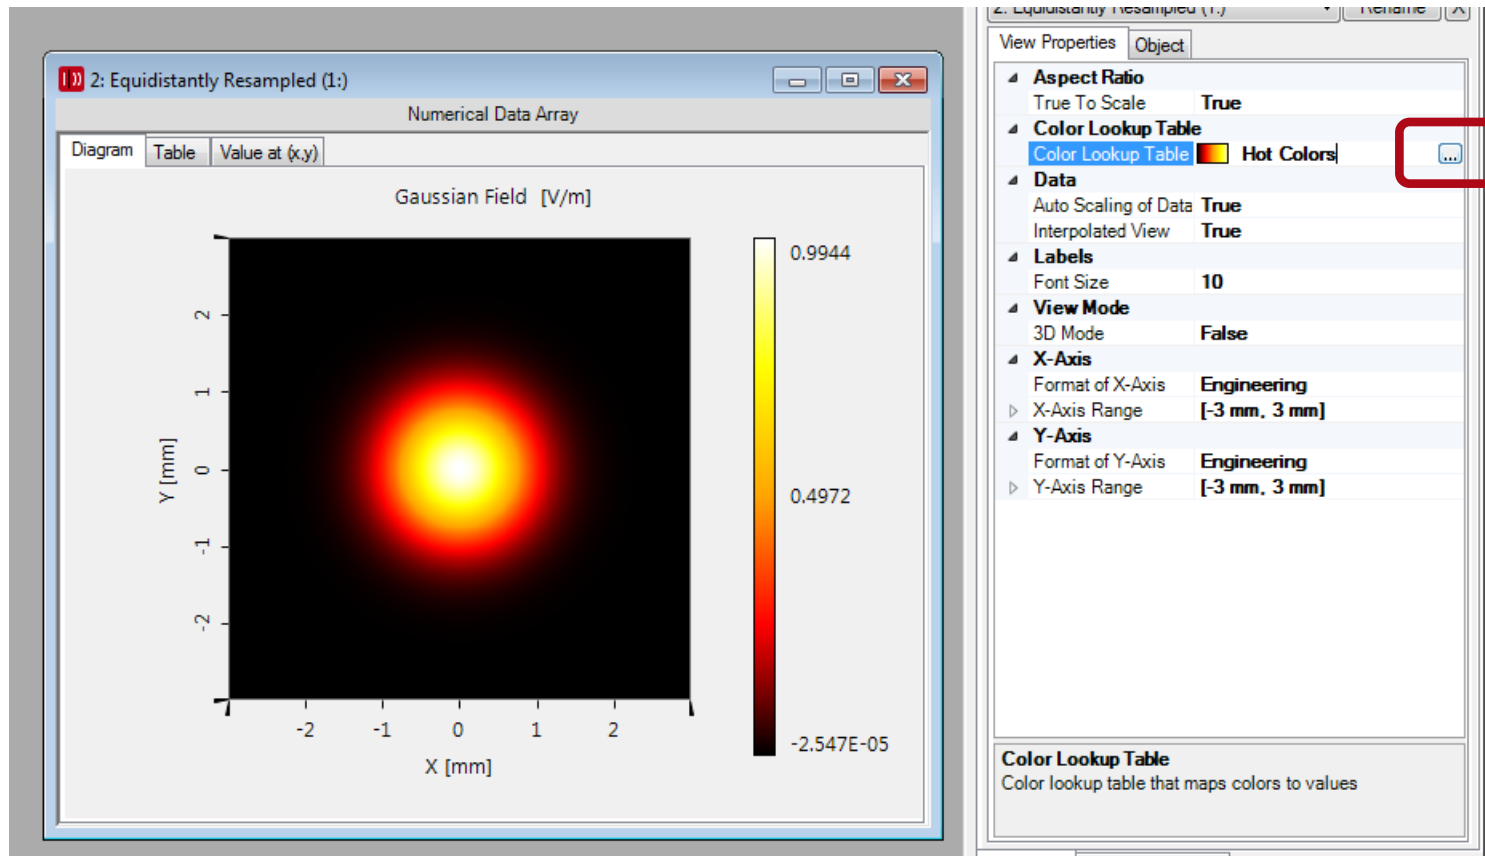 2: Equidistantly Resampled (1:)
Numerical Data Array
Diagram Table Value at (x,y)
Gaussian Field [V/m]
0.9944
0.4972
-2.547E-05
2
1
0
-1
-2
Y [mm]
-2 -1 0 1 2
X [mm]
2: Equidistantly Resampled (1:) Rename X
View Properties Object
Aspect Ratio
True To Scale True
Color Lookup Table
Color Lookup Table Hot Colors ...
Data
Auto Scaling of Data True
Interpolated View True
Labels
Font Size 10
View Mode
3D Mode False
X-Axis
Format of X-Axis Engineering
X-Axis Range [-3 mm, 3 mm]
Y-Axis
Format of Y-Axis Engineering
Y-Axis Range [-3 mm, 3 mm]
Color Lookup Table
Color lookup table that maps colors to values